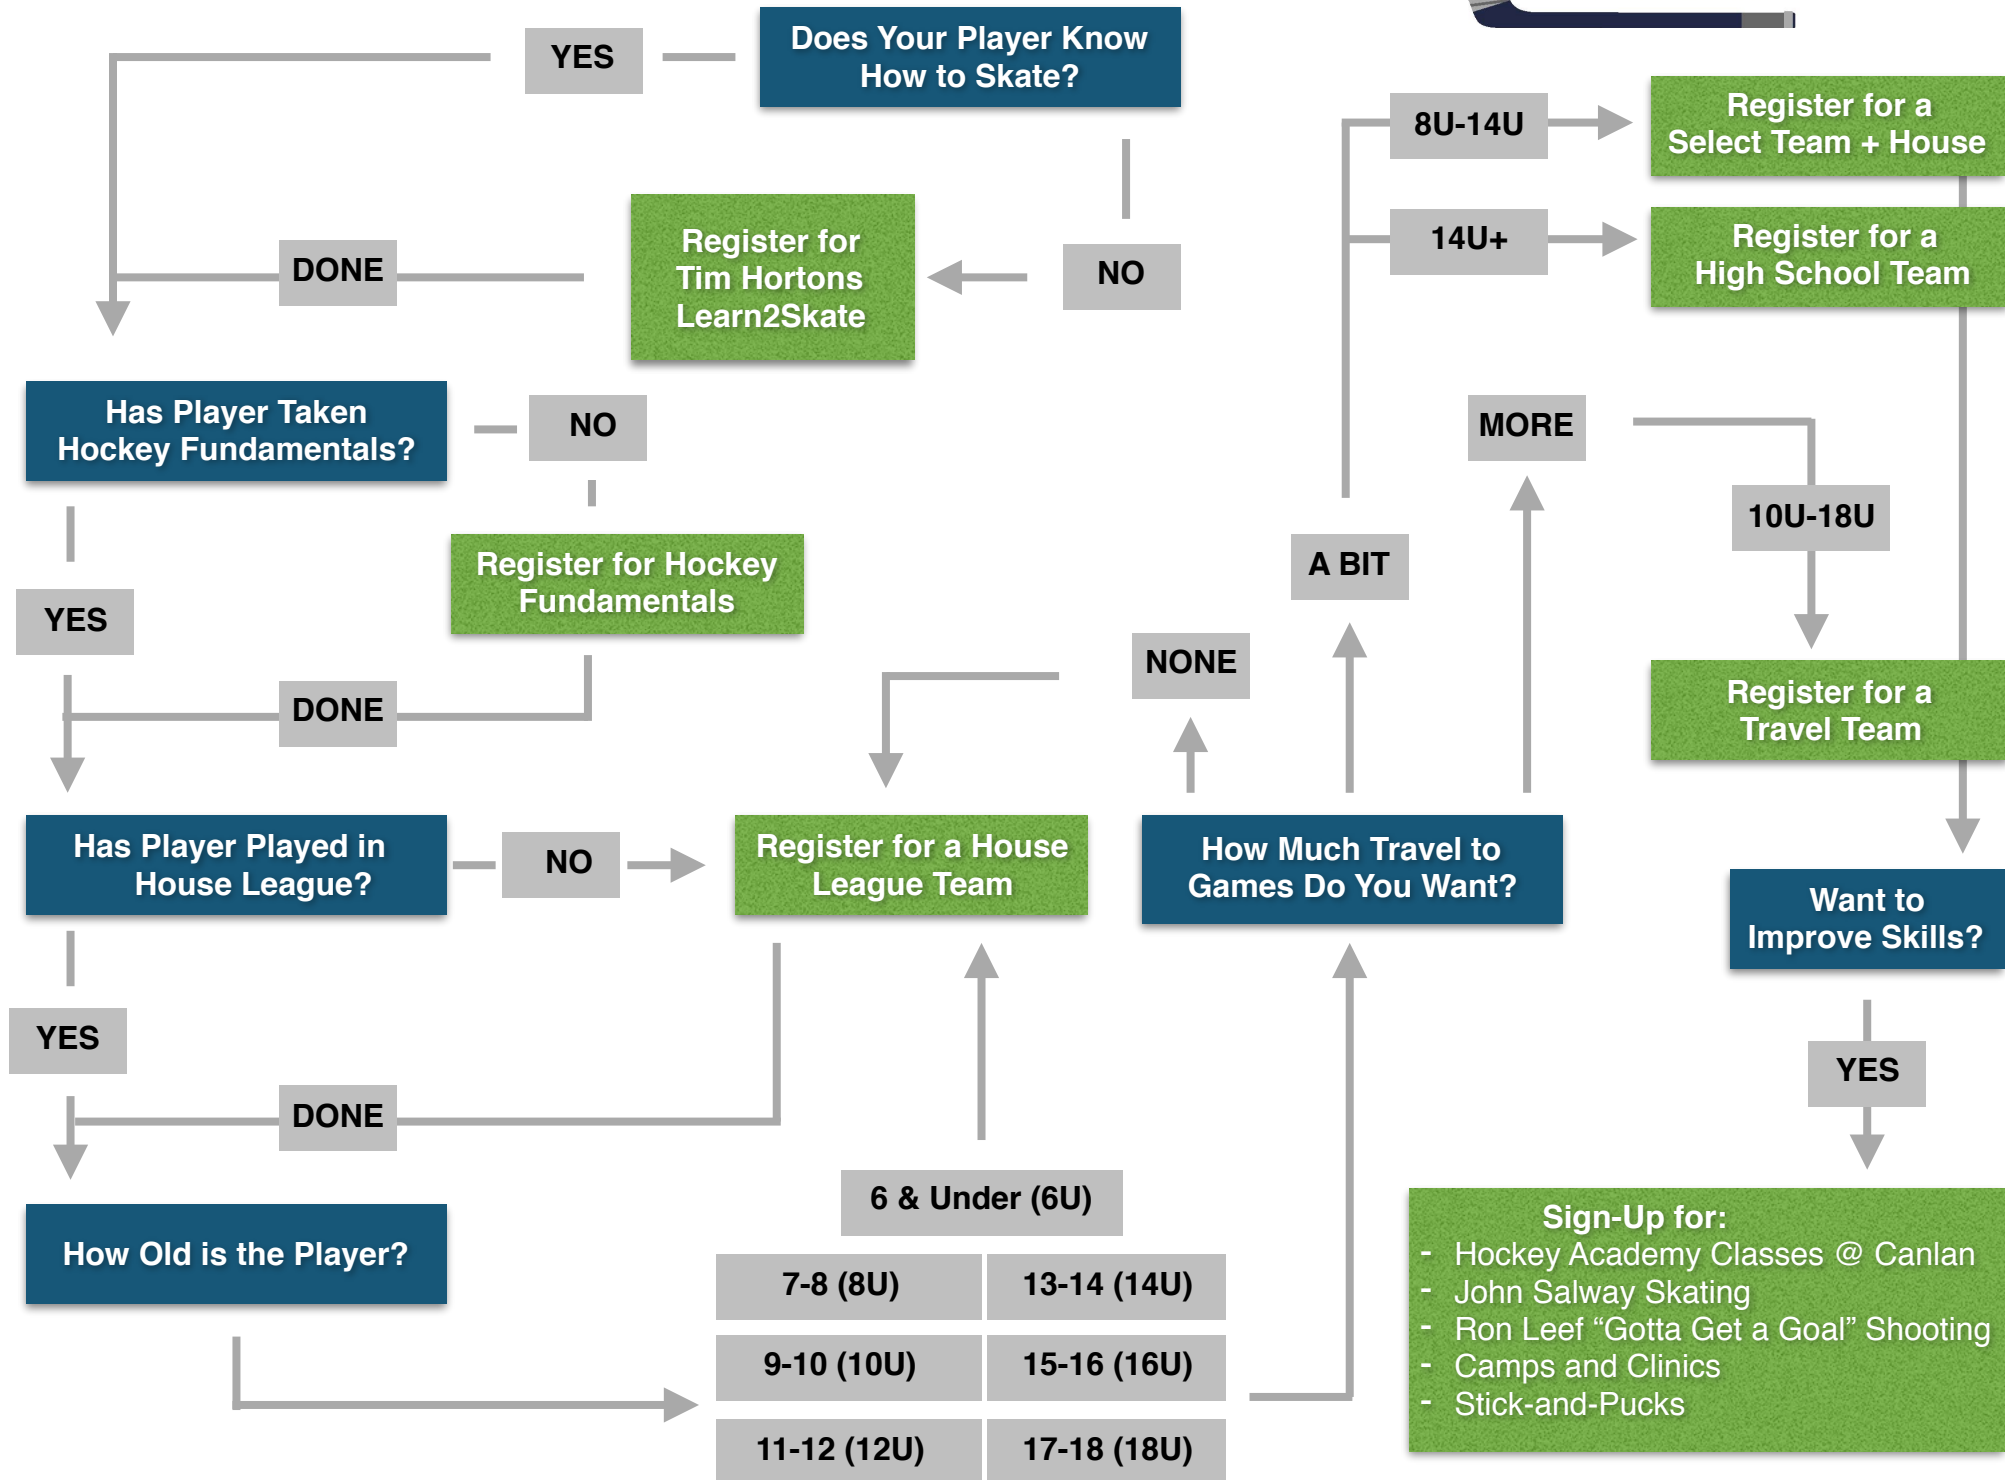 Does Your Player Know
How to Skate?
YES
NO
Register for
Tim Hortons
Learn2Skate
DONE
Has Player Taken
Hockey Fundamentals?
NO
Register for Hockey
Fundamentals
YES
DONE
Has Player Played in
House League?
NO
Register for a House
League Team
YES
DONE
How Old is the Player?
6 & Under (6U)
7-8 (8U)
13-14 (14U)
9-10 (10U)
15-16 (16U)
11-12 (12U)
17-18 (18U)
How Much Travel to
Games Do You Want?
NONE
A BIT
MORE
8U-14U
Register for a
Select Team + House
14U+
Register for a
High School Team
10U-18U
Register for a
Travel Team
Want to
Improve Skills?
YES
Sign-Up for:
- Hockey Academy Classes @ Canlan
- John Salway Skating
- Ron Leef “Gotta Get a Goal” Shooting
- Camps and Clinics
- Stick-and-Pucks